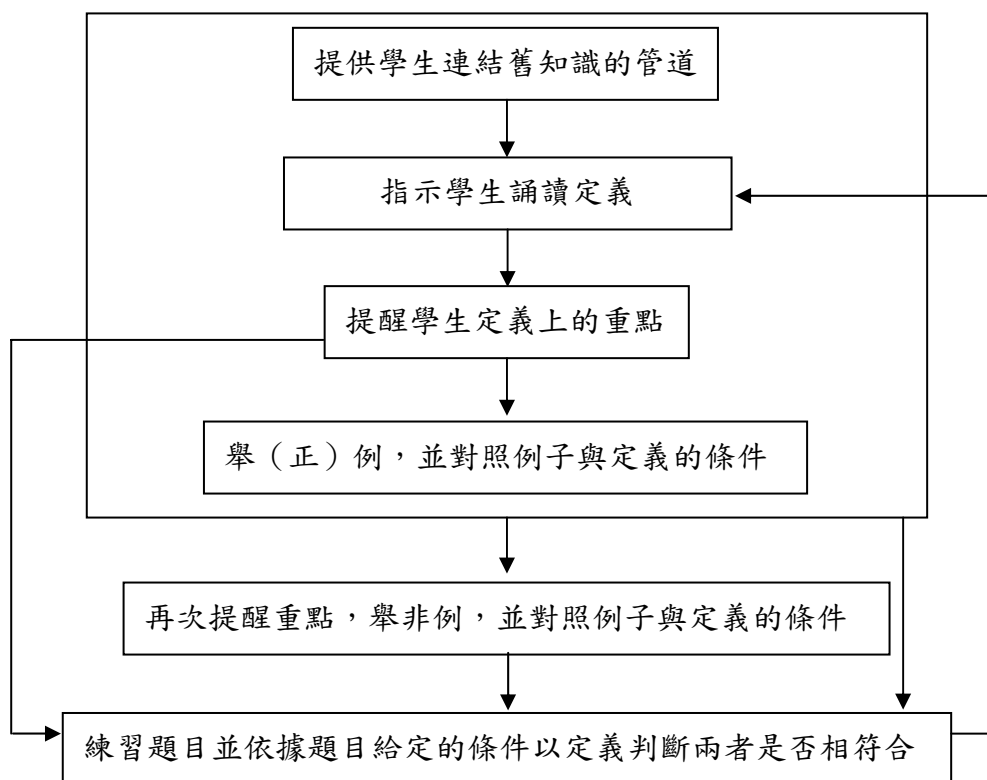 提供學生連結舊知識的管道
指示學生誦讀定義
提醒學生定義上的重點
舉（正）例，並對照例子與定義的條件
再次提醒重點，舉非例，並對照例子與定義的條件
練習題目並依據題目給定的條件以定義判斷兩者是否相符合